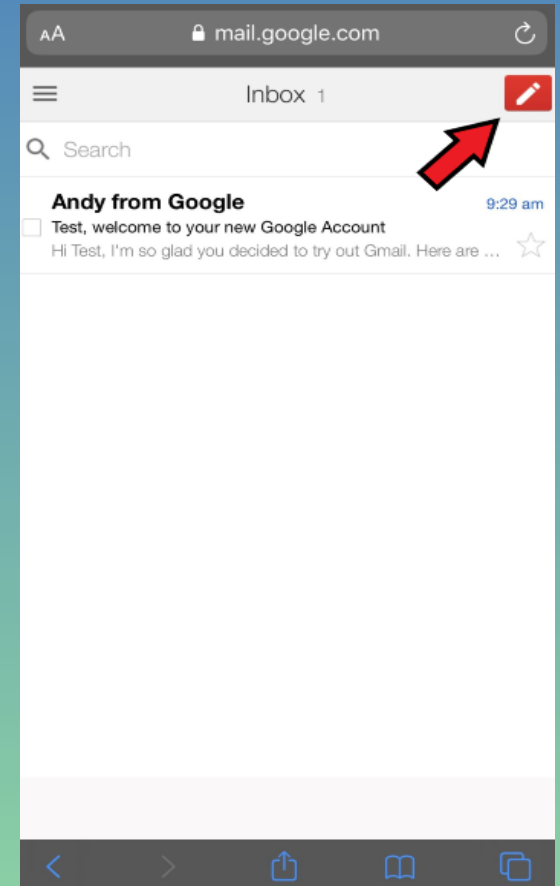 AA mail.google.com
Inbox 1
Search
Andy from Google 9:29 am
Test, welcome to your new Google Account
Hi Test, I'm so glad you decided to try out Gmail. Here are ...